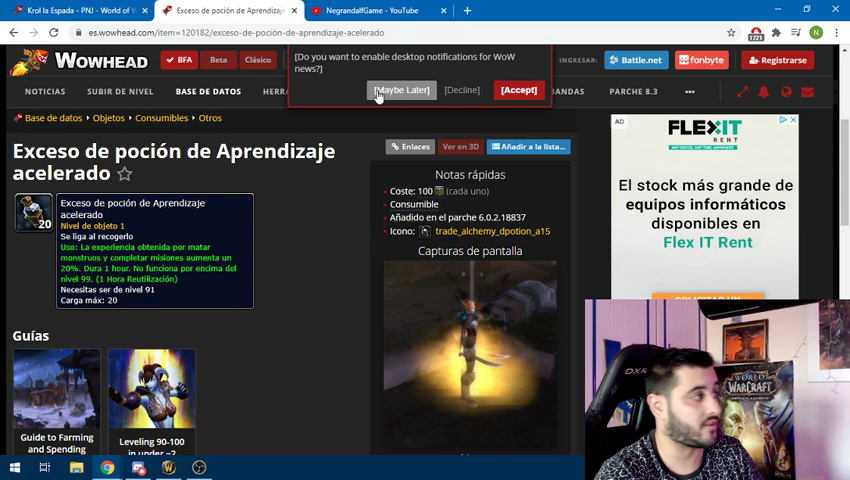 Krol la Espada - PNJ - World of W
Exceso de poción de Aprendizaje
NegrandalfGame - YouTube
es.wowhead.com/item=120182/exceso-de-poción-de-aprendizaje-acelerado
1721
N
WOWHEAD
BFA
Beta
Clásico
[Do you want to enable desktop notifications for WoW
news?]
[Maybe Later]
[Decline]
[Accept]
INGRESAR:
Battle.net
fanbyte
Registrarse
NOTICIAS
SUBIR DE NIVEL
BASE DE DATOS
HERRA
BANDAS
PARCHE 8.3
Base de datos
Objetos
Consumibles
Otros
Exceso de poción de Aprendizaje
acelerado
Enlaces
Ver en 3D
Añadir a la lista...
20
Exceso de poción de Aprendizaje
acelerado
Nivel de objeto 1
Se liga al recogerlo
Uso: La experiencia obtenida por matar
monstruos y completar misiones aumenta un
20%. Dura 1 hour. No funciona por encima del
nivel 99. (1 Hora Reutilización)
Necesitas ser de nivel 91
Carga máx: 20
Notas rápidas
Coste: 100 (cada uno)
Consumible
Añadido en el parche 6.0.2.18837
Icono: trade_alchemy_dpotion_a15
Capturas de pantalla
Guías
Guide to Farming
and Spending
Leveling 90-100
in under ~2
AD
FLEXIT
RENT
El stock más grande de
equipos informáticos
disponibles en
Flex IT Rent
WORLD
WARCRAFT
DXR